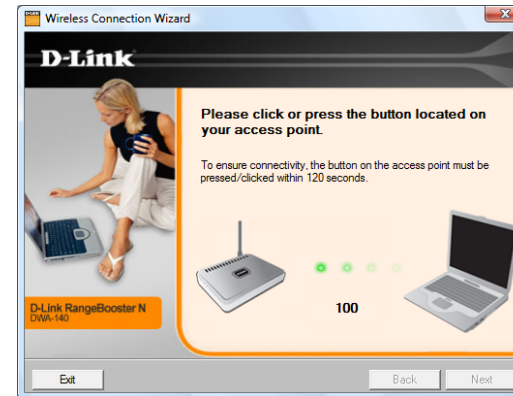 Wireless Connection Wizard
D-Link
Please click or press the button located on
your access point.
To ensure connectivity, the button on the access point must be
pressed/clicked within 120 seconds.
100
D-Link RangeBooster N
DWA-140
Exit
Back
Next